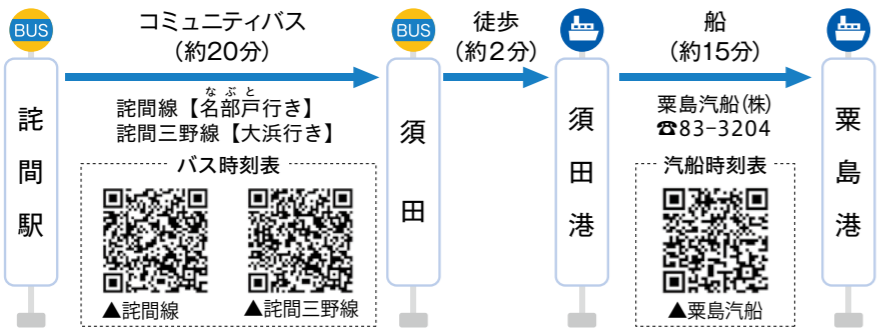 BUS
コミュニティバス
(約20分)
BUS
徒歩
(約2分)
船
(約15分)
詫間駅
詫間線【名部戸行き】
なぶと
詫間三野線【大浜行き】
バス時刻表
▲詫間線
▲詫間三野線
須田
須田港
粟島汽船(株)
☎83-3204
汽船時刻表
▲粟島汽船
粟島港